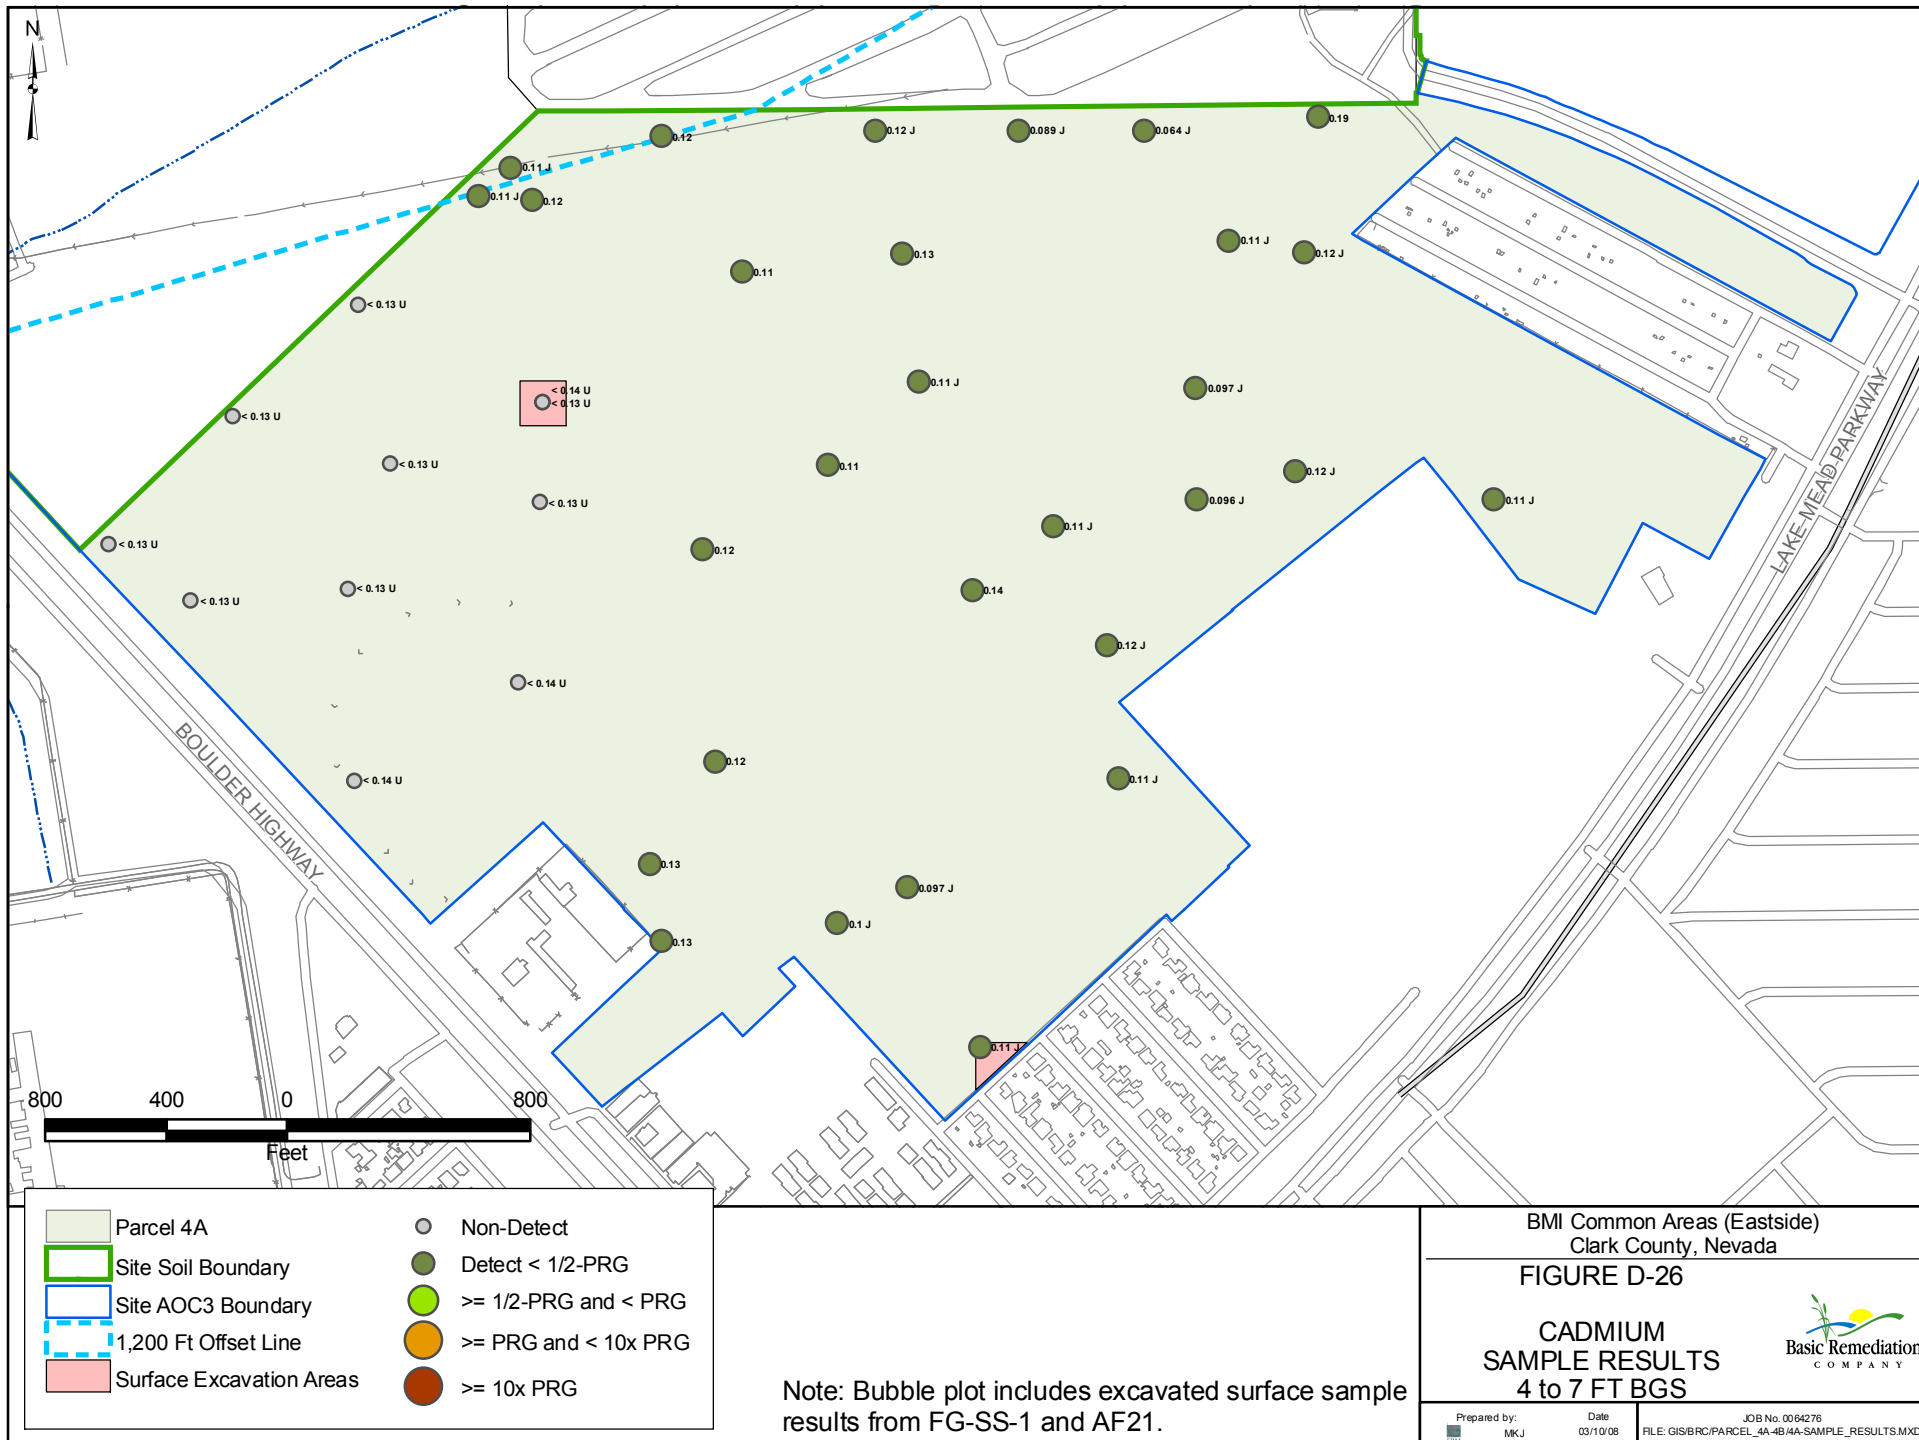 N
0.12
0.12 J
0.089 J
0.064 J
0.19
0.11 J
0.11 J
0.12
0.13
0.11 J
0.12 J
0.11
< 0.13 U
0.11 J
0.097 J
< 0.14 U
< 0.13 U
< 0.13 U
< 0.13 U
0.11
0.12 J
< 0.13 U
0.096 J
0.11 J
0.11 J
< 0.13 U
0.12
< 0.13 U
0.14
< 0.13 U
0.12 J
< 0.14 U
0.12
0.11 J
< 0.14 U
0.13
0.097 J
0.1 J
0.13
0.11 J
LAKE MEAD PARKWAY
BOULDER HIGHWAY
800 400 0 800
Feet
Parcel 4A
Site Soil Boundary
Site AOC3 Boundary
1,200 Ft Offset Line
Surface Excavation Areas
Non-Detect
Detect < 1/2-PRG
>= 1/2-PRG and < PRG
>= PRG and < 10x PRG
>= 10x PRG
Note: Bubble plot includes excavated surface sample
results from FG-SS-1 and AF21.
BMI Common Areas (Eastside)
Clark County, Nevada
FIGURE D-26
CADMIUM
SAMPLE RESULTS
4 to 7 FT BGS
Basic Remediation
COMPANY
Prepared by:
MKJ
Date
03/10/08
JOB No. 0064276
FILE: GIS/BRC/PARCEL_4A-4B/4A-SAMPLE_RESULTS.MXD